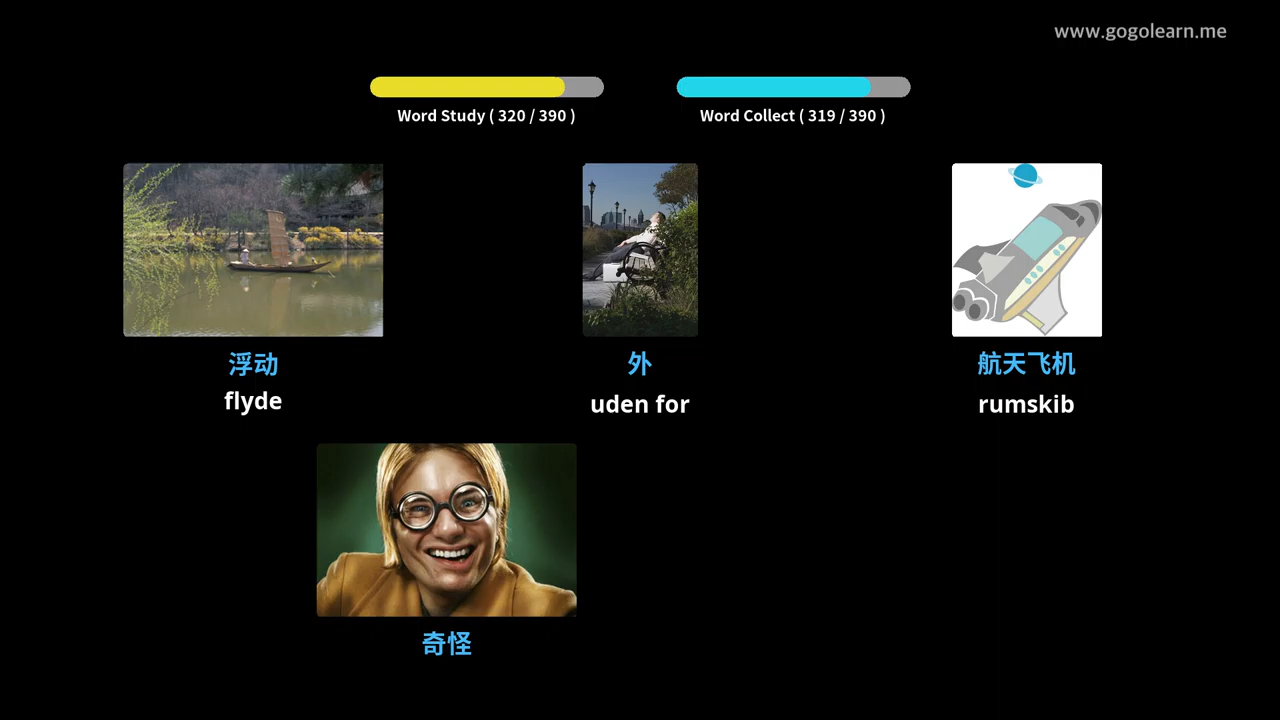 www.gogolearn.me
Word Study ( 320 / 390 )
Word Collect ( 319 / 390 )
浮动
flyde
外
uden for
航天飞机
rumskib
奇怪